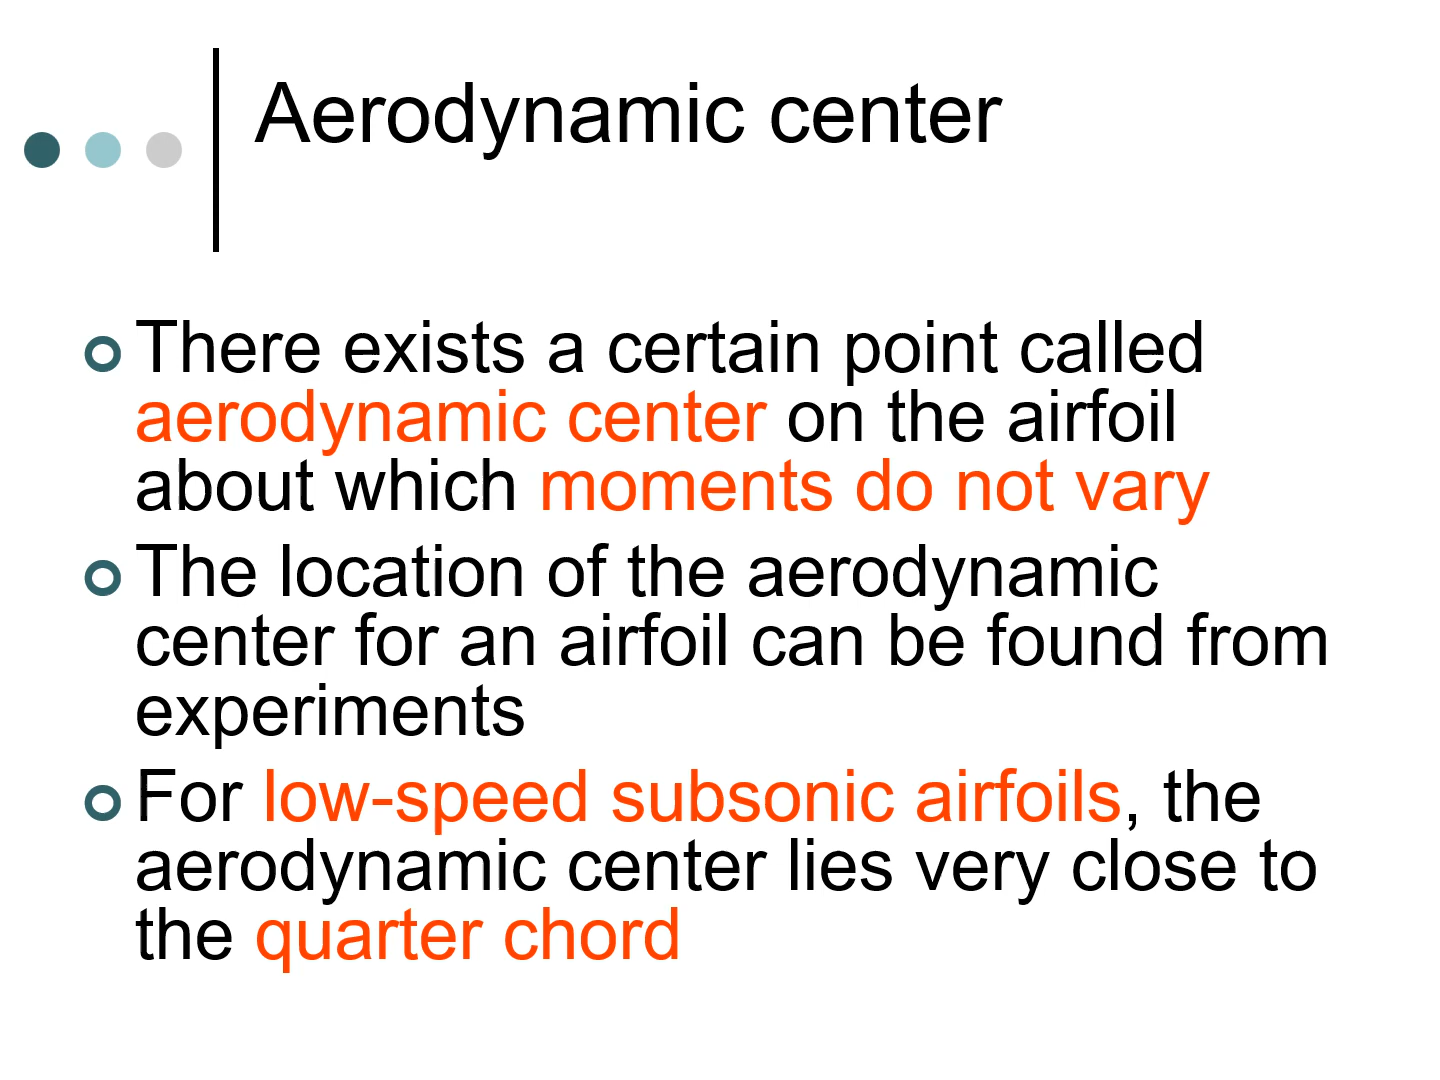 Aerodynamic center
There exists a certain point called
aerodynamic center on the airfoil
about which moments do not vary
The location of the aerodynamic
center for an airfoil can be found from
experiments
For low-speed subsonic airfoils, the
aerodynamic center lies very close to
the quarter chord